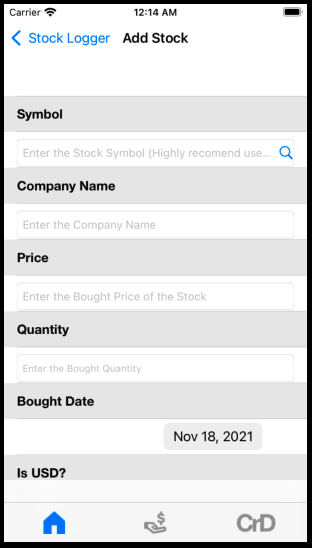 Carrier 12:14 AM
Stock Logger Add Stock
Symbol
Enter the Stock Symbol (Highly recomend use...
Company Name
Enter the Company Name
Price
Enter the Bought Price of the Stock
Quantity
Enter the Bought Quantity
Bought Date
Nov 18, 2021
Is USD?
$
CrD